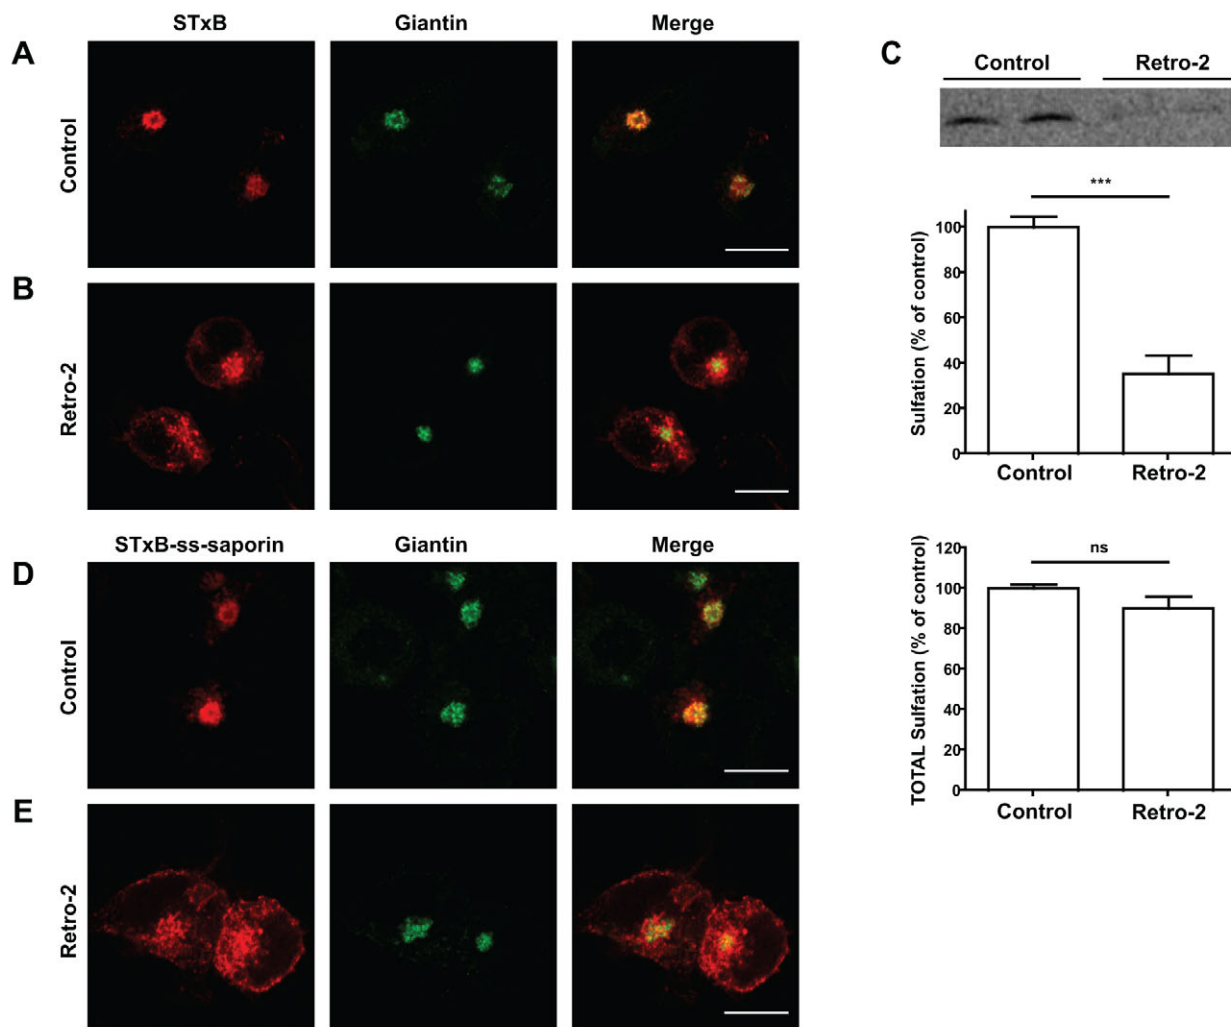 STxB Giantin Merge
A
Control
B
Retro-2
STxB-ss-saporin Giantin Merge
D
Control
E
Retro-2
C
Control Retro-2
***
Sulfation (% of control)
100
80
60
40
20
0
Control Retro-2
ns
TOTAL Sulfation (% of control)
120
100
80
60
40
20
0
Control Retro-2